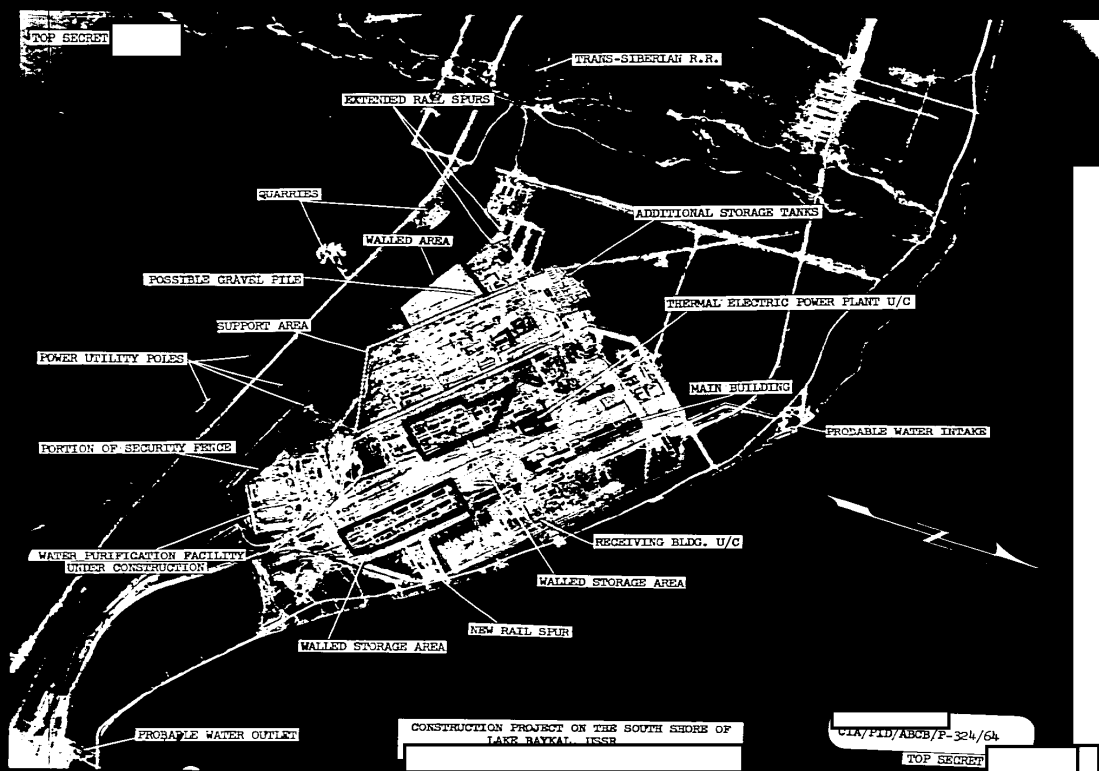 TOP SECRET
TRANS-SIBERIAN R.R.
EXTENDED RAIL SPURS
QUARRIES
ADDITIONAL STORAGE TANKS
WALLED AREA
POSSIBLE GRAVEL PILE
THERMAL ELECTRIC POWER PLANT U/C
SUPPORT AREA
POWER UTILITY POLES
MAIN BUILDING
PROBABLE WATER INTAKE
PORTION OF SECURITY FENCE
RECEIVING BLDG. U/C
WATER PURIFICATION FACILITY
UNDER CONSTRUCTION
WALLED STORAGE AREA
NEW RAIL SPUR
WALLED STORAGE AREA
PROBABLE WATER OUTLET
CONSTRUCTION PROJECT ON THE SOUTH SHORE OF
LAKE BAYKAL, USSR
CIA/PID/ABCB/P-324/64
TOP SECRET